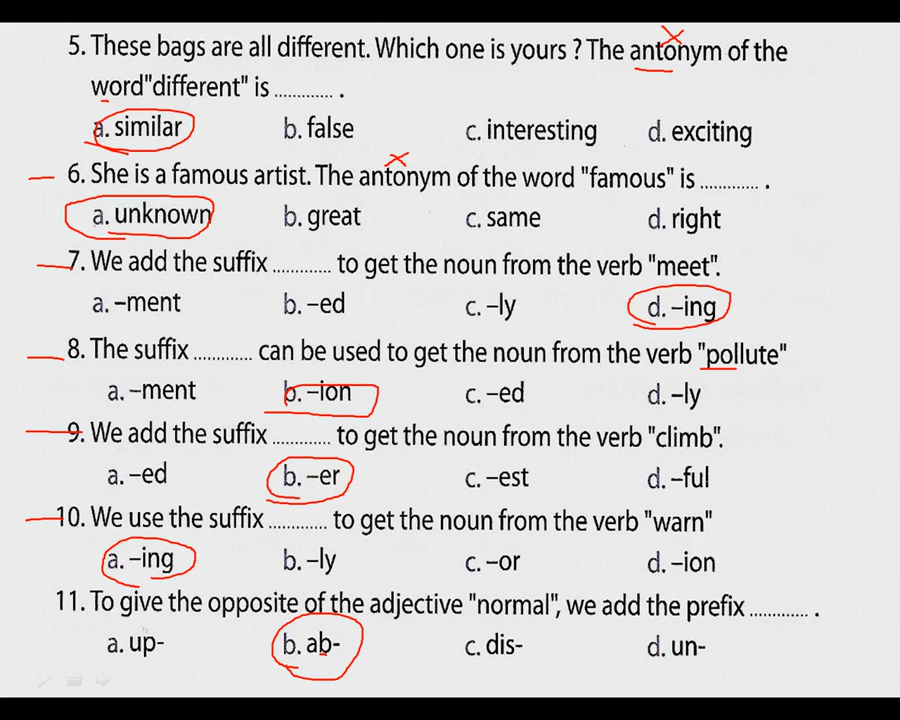 5. These bags are all different. Which one is yours ? The antonym of the
word"different" is ............. .
a. similar b. false c. interesting d. exciting
6. She is a famous artist. The antonym of the word "famous" is ............. .
a. unknown b. great c. same d. right
7. We add the suffix ............. to get the noun from the verb "meet".
a. –ment b. –ed c. –ly d. –ing
8. The suffix ............. can be used to get the noun from the verb "pollute"
a. –ment b. –ion c. –ed d. –ly
9. We add the suffix ............. to get the noun from the verb "climb".
a. –ed b. –er c. –est d. –ful
10. We use the suffix ............. to get the noun from the verb "warn"
a. –ing b. –ly c. –or d. –ion
11. To give the opposite of the adjective "normal", we add the prefix ............. .
a. up- b. ab- c. dis- d. un-